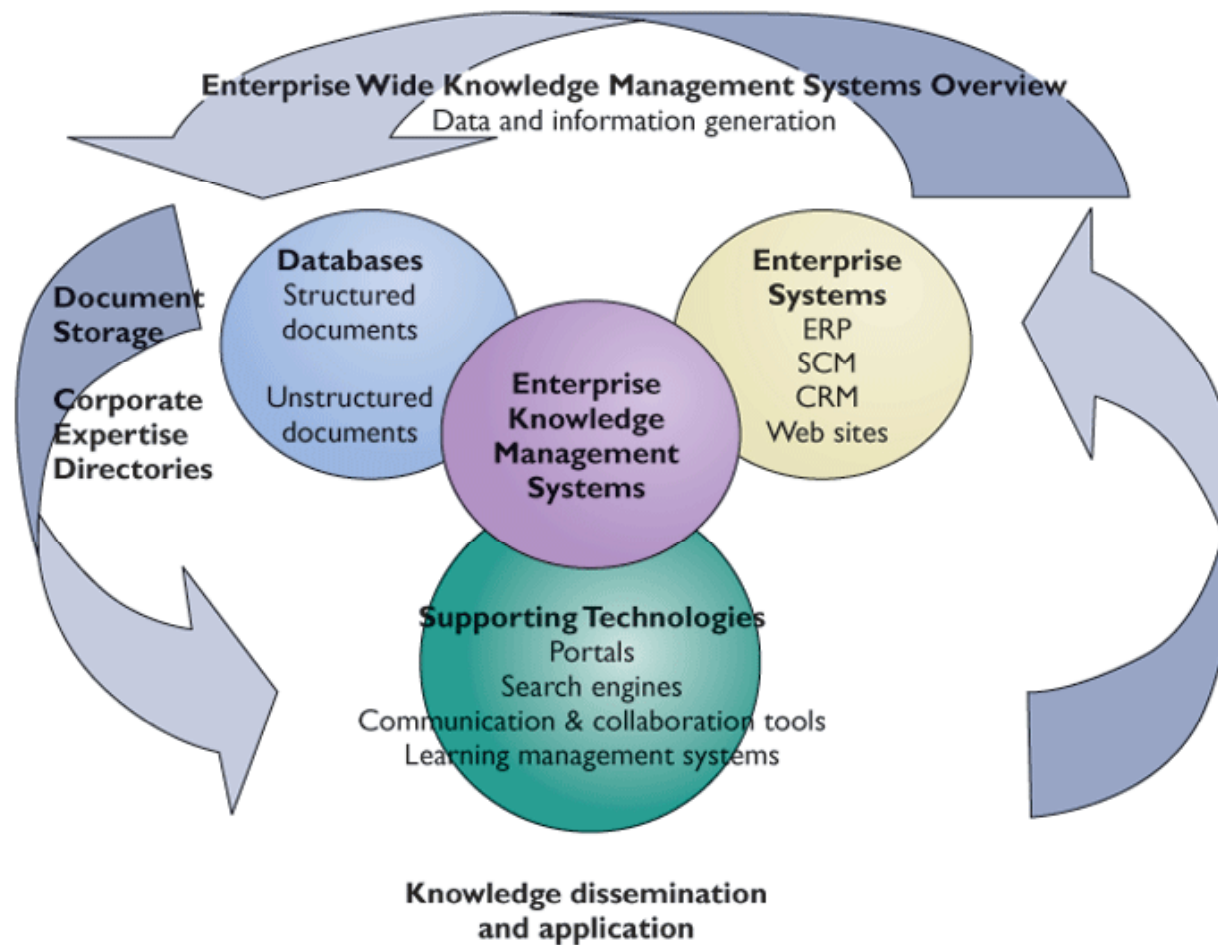 Enterprise Wide Knowledge Management Systems Overview
Data and information generation
Document
Storage
Corporate
Expertise
Directories
Databases
Structured
documents
Unstructured
documents
Enterprise
Knowledge
Management
Systems
Enterprise
Systems
ERP
SCM
CRM
Web sites
Supporting Technologies
Portals
Search engines
Communication & collaboration tools
Learning management systems
Knowledge dissemination
and application